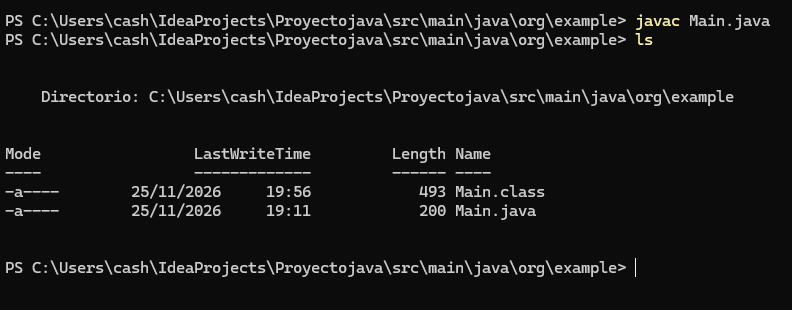 PS C:\Users\cash\IdeaProjects\Proyectojava\src\main\java\org\example> javac Main.java
PS C:\Users\cash\IdeaProjects\Proyectojava\src\main\java\org\example> ls
Directorio: C:\Users\cash\IdeaProjects\Proyectojava\src\main\java\org\example
Mode                 LastWriteTime         Length Name
----                 -------------         ------ ----
-a----        25/11/2026     19:56            493 Main.class
-a----        25/11/2026     19:11            200 Main.java
PS C:\Users\cash\IdeaProjects\Proyectojava\src\main\java\org\example>